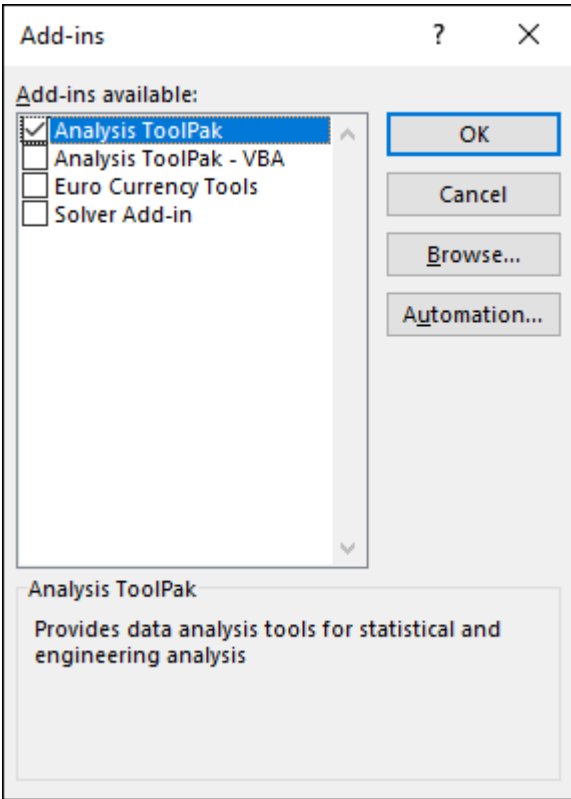 Add-ins
Add-ins available:
Analysis ToolPak
Analysis ToolPak - VBA
Euro Currency Tools
Solver Add-in
OK
Cancel
Browse...
Automation...
Analysis ToolPak
Provides data analysis tools for statistical and
engineering analysis